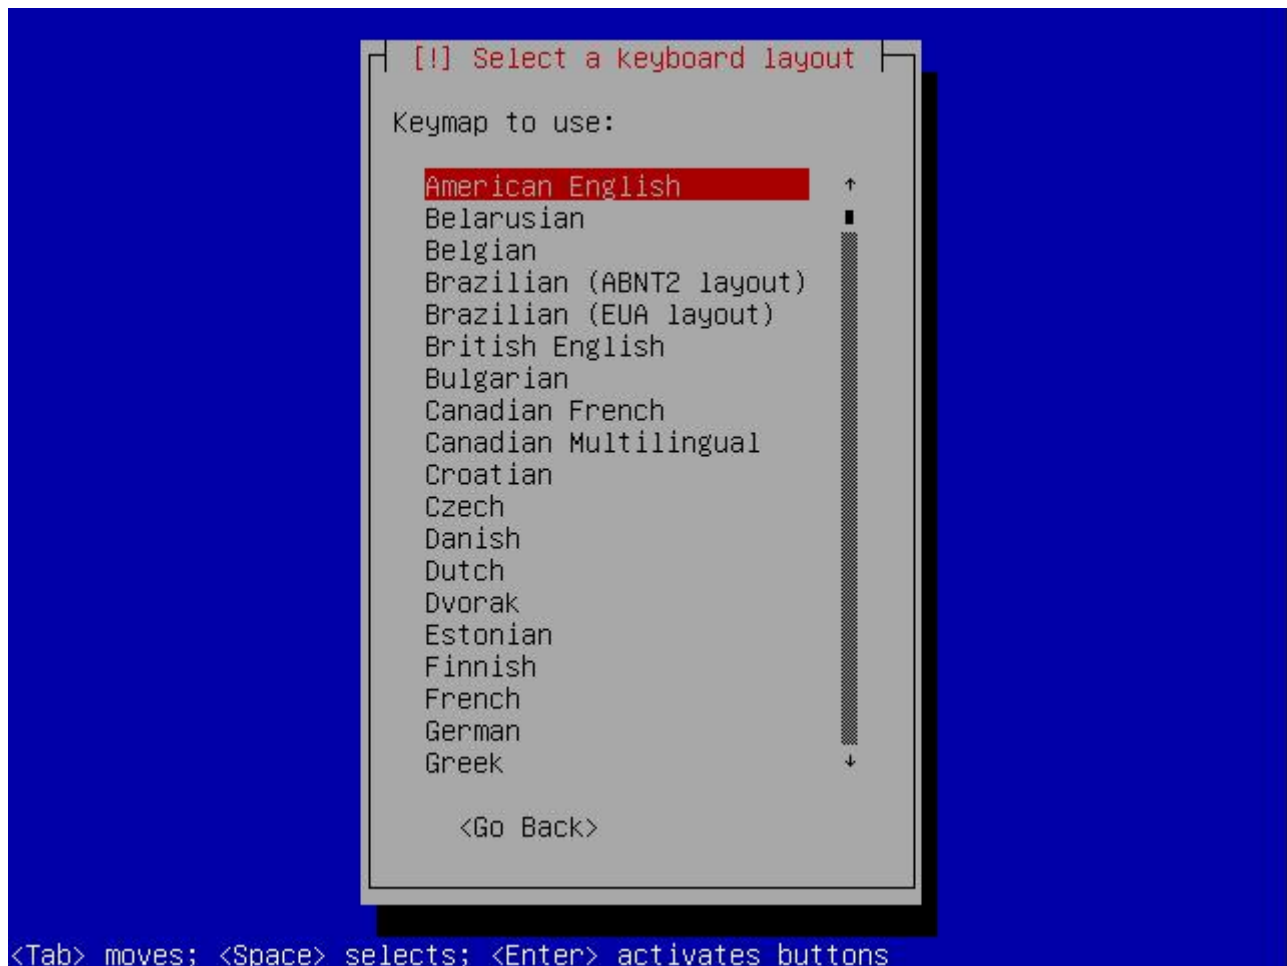 [!] Select a keyboard layout
Keymap to use:
American English
Belarusian
Belgian
Brazilian (ABNT2 layout)
Brazilian (EUA layout)
British English
Bulgarian
Canadian French
Canadian Multilingual
Croatian
Czech
Danish
Dutch
Dvorak
Estonian
Finnish
French
German
Greek
<Go Back>
<Tab> moves; <Space> selects; <Enter> activates buttons